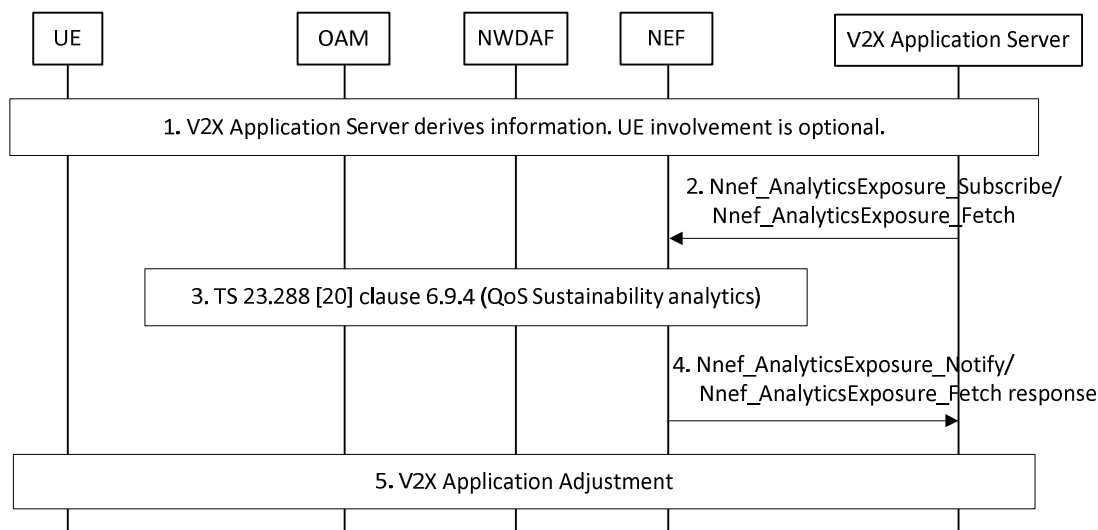 UE
OAM
NWDAF
NEF
V2X Application Server
1. V2X Application Server derives information. UE involvement is optional.
2. Nnef_AnalyticsExposure_Subscribe/
Nnef_AnalyticsExposure_Fetch
3. TS 23.288 [20] clause 6.9.4 (QoS Sustainability analytics)
4. Nnef_AnalyticsExposure_Notify/
Nnef_AnalyticsExposure_Fetch response
5. V2X Application Adjustment